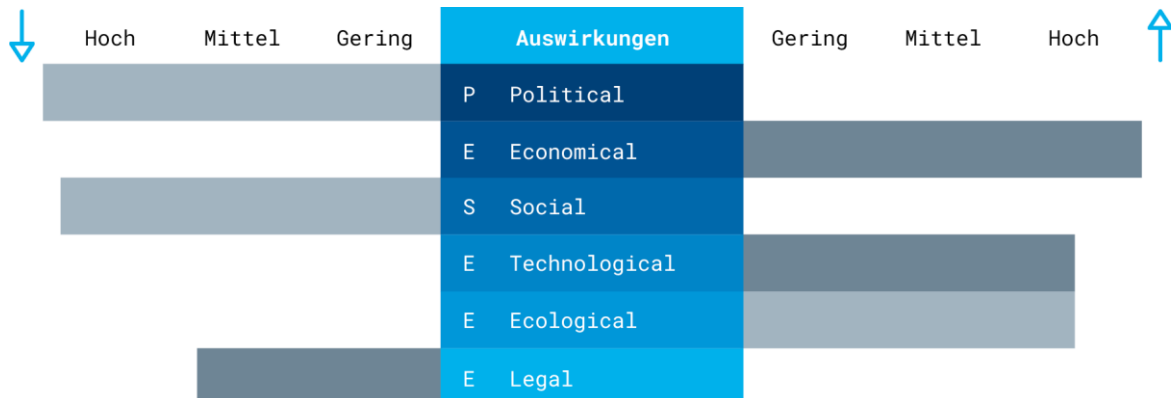 Hoch Mittel Gering Auswirkungen Gering Mittel Hoch
P Political
E Economical
S Social
E Technological
E Ecological
E Legal